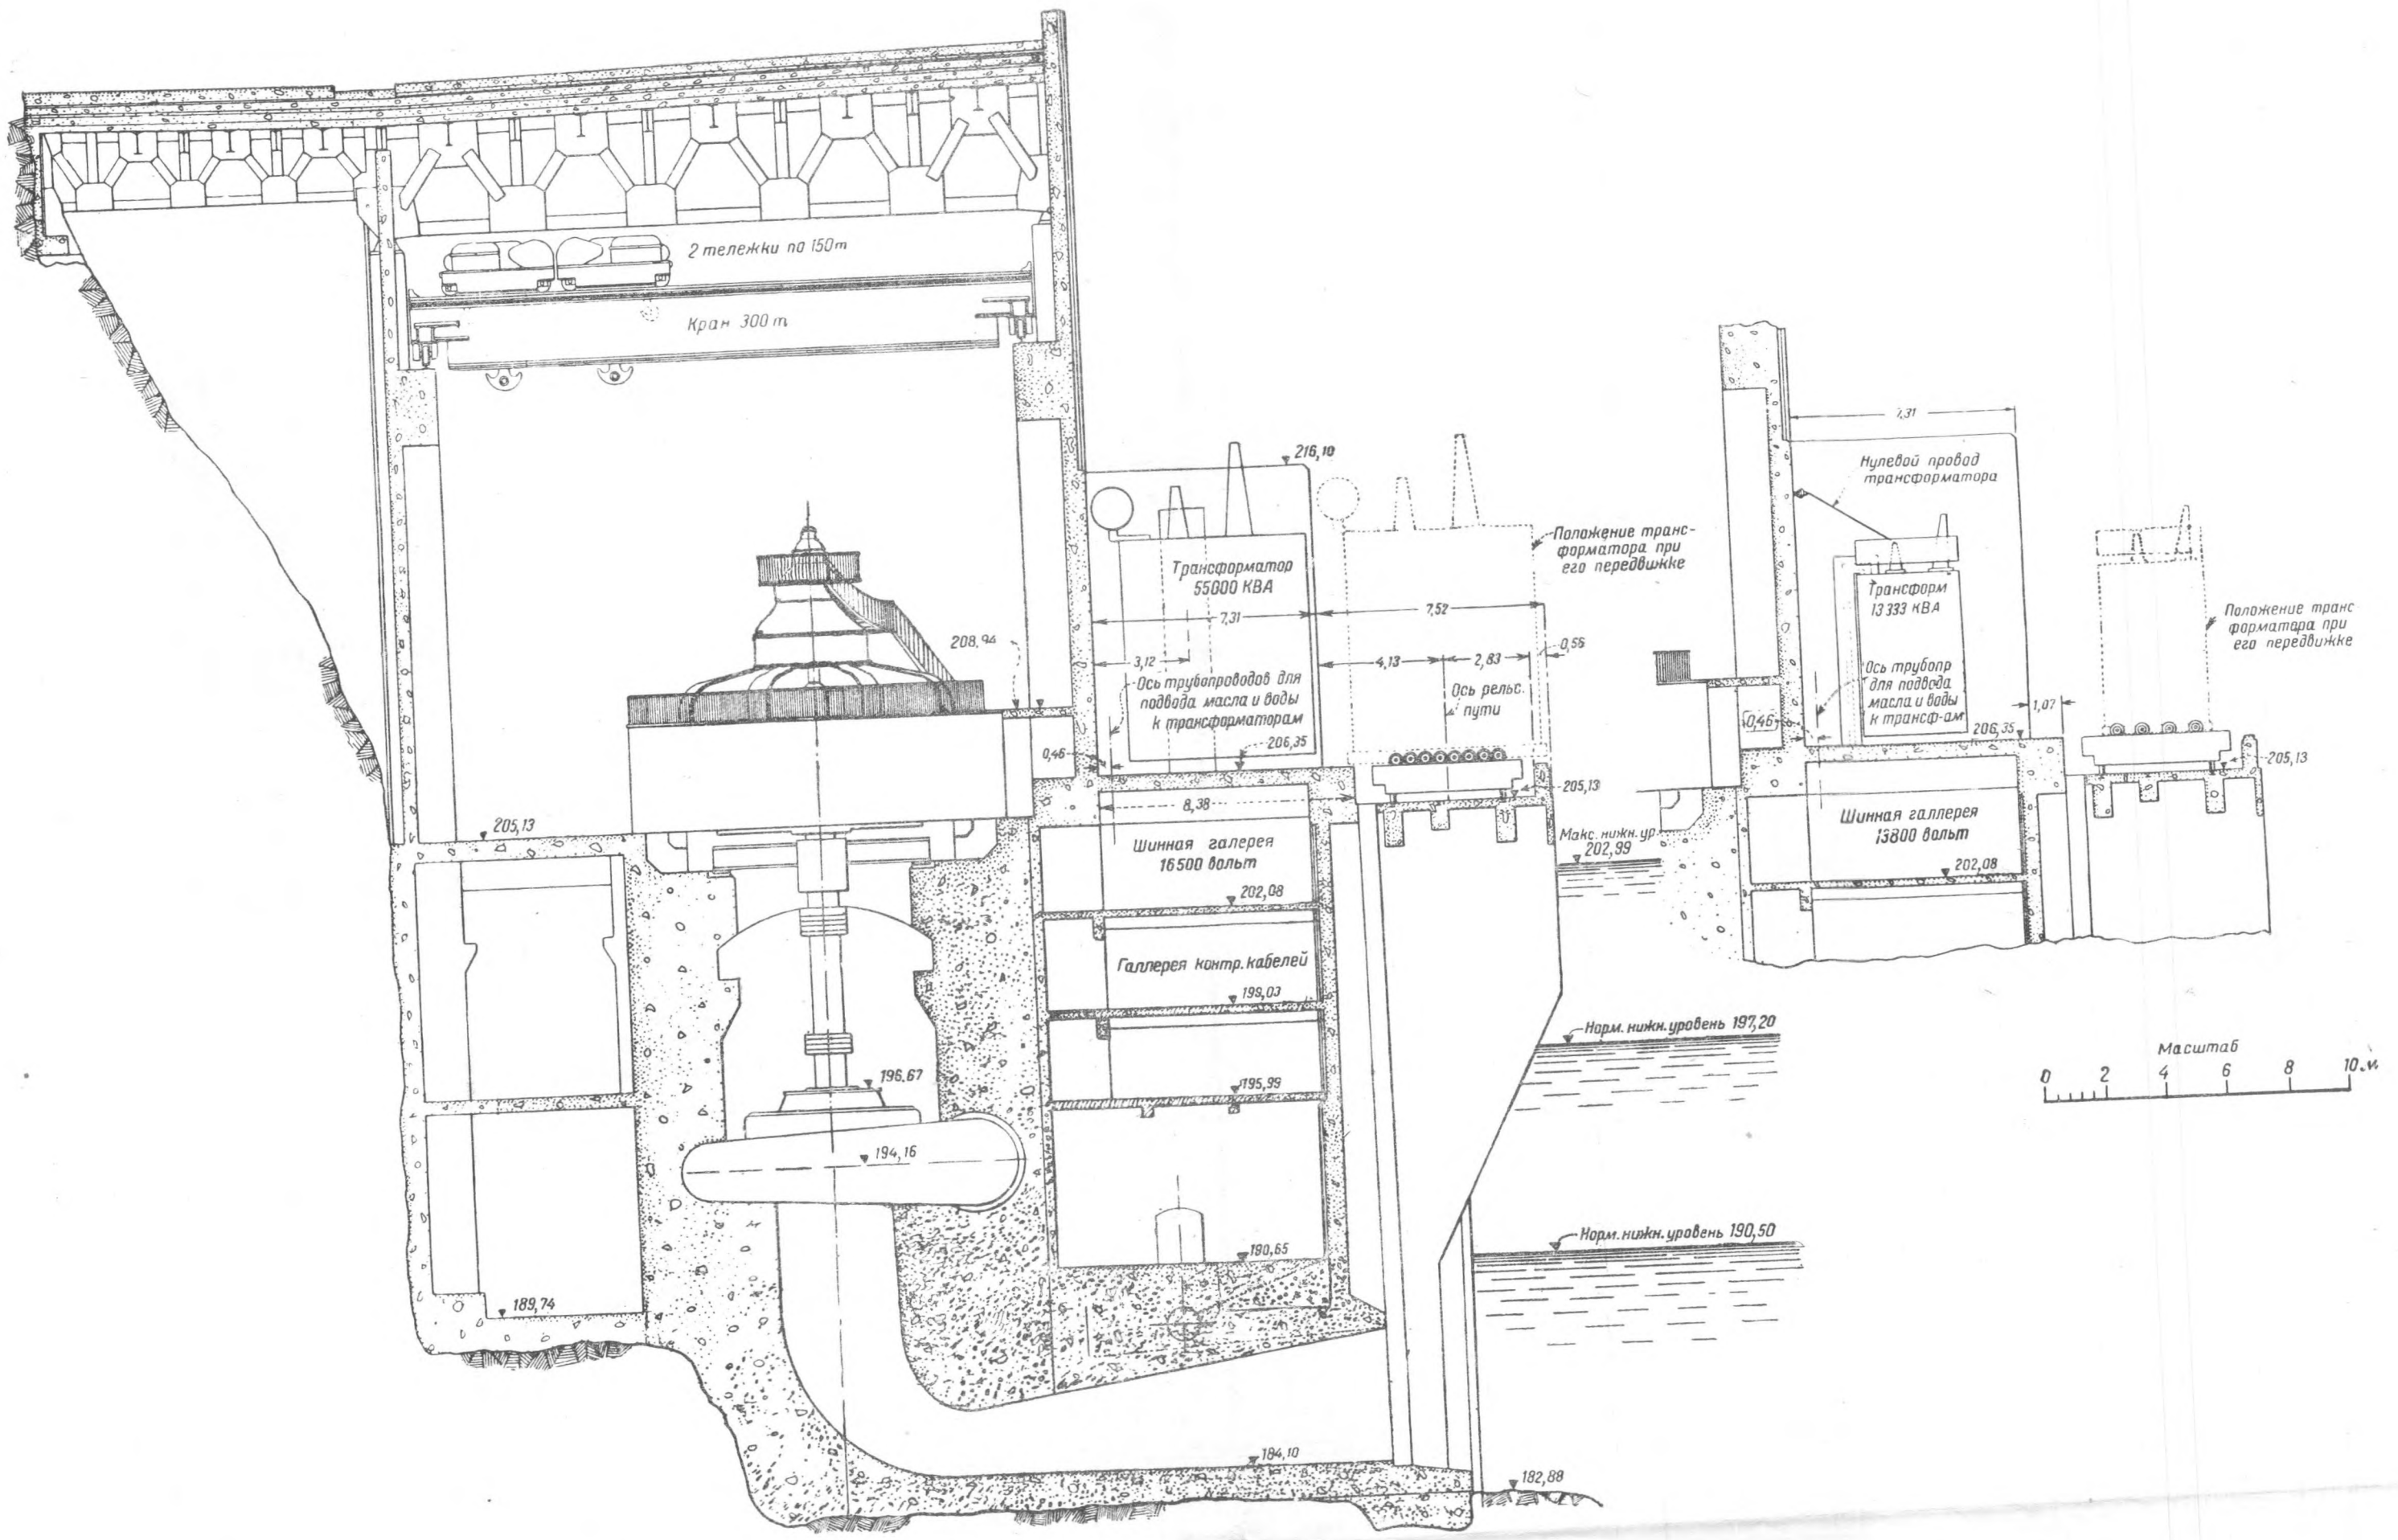 2 тележки по 150т
Кран 300 т
216,10
Трансформатор
55000 КВА
7,31
3,12
Ось трубопроводов для
подвода масла и воды
к трансформаторам
0,46
206,35
208,94
Положение транс-
форматора при
его передвижке
7,52
0,56
4,13
2,83
Ось рельс.
пути
205,13
8,38
205,13
Шинная галерея
16500 вольт
202,08
Галлерея контр. кабелей
199,03
195,99
196,67
194,16
190,65
189,74
184,10
182,88
Макс. нижн. ур.
202,99
Норм. нижн. уровень 197,20
Норм. нижн. уровень 190,50
7,31
Нулевой провод
трансформатора
Трансформ
13333 КВА
Ось трубопр
для подвода
масла и воды
к трансф-ам
0,46
206,35
1,07
Положение транс
форматора при
его передвижке
205,13
Шинная галлерея
13800 вольт
202,08
Масштаб
0 2 4 6 8 10 м.